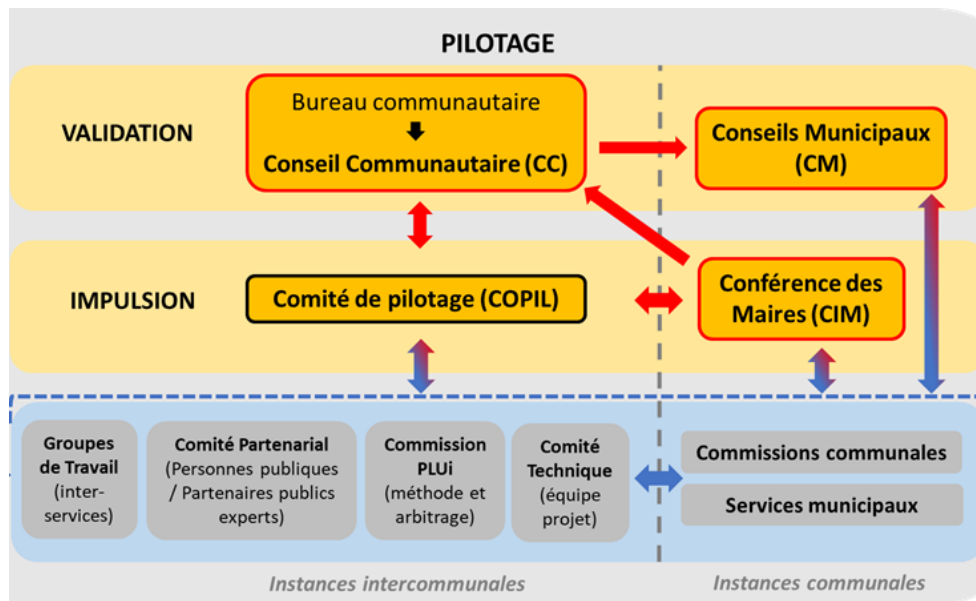 PILOTAGE
VALIDATION
Bureau communautaire
Conseil Communautaire (CC)
Conseils Municipaux
(CM)
IMPULSION
Comité de pilotage (COPIL)
Conférence des
Maires (CIM)
Groupes
de Travail
(inter-
services)
Comité Partenarial
(Personnes publiques
/ Partenaires publics
experts)
Commission
PLUi
(méthode et
arbitrage)
Comité
Technique
(équipe
projet)
Commissions communales
Services municipaux
Instances intercommunales
Instances communales